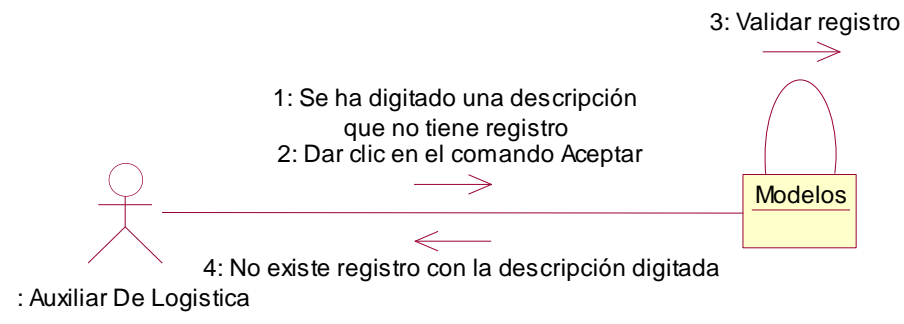 3: Validar registro
1: Se ha digitado una descripción
que no tiene registro
2: Dar clic en el comando Aceptar
Modelos
4: No existe registro con la descripción digitada
: Auxiliar De Logistica